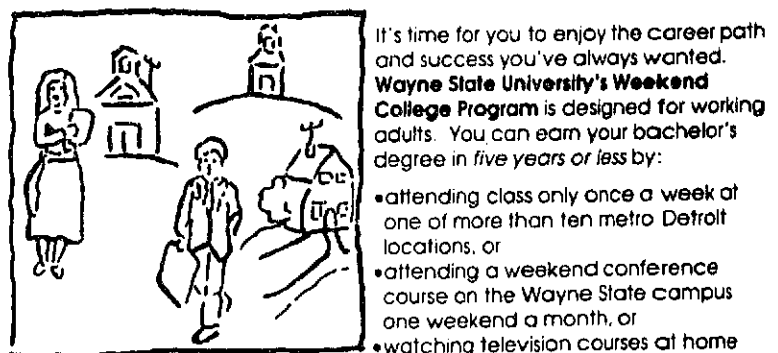 It's time for you to enjoy the career path
and success you've always wanted.
Wayne State University's Weekend
College Program is designed for working
adults. You can earn your bachelor's
degree in five years or less by:
•attending class only once a week at
one of more than ten metro Detroit
locations, or
•attending a weekend conference
course on the Wayne State campus
one weekend a month, or
•watching television courses at home